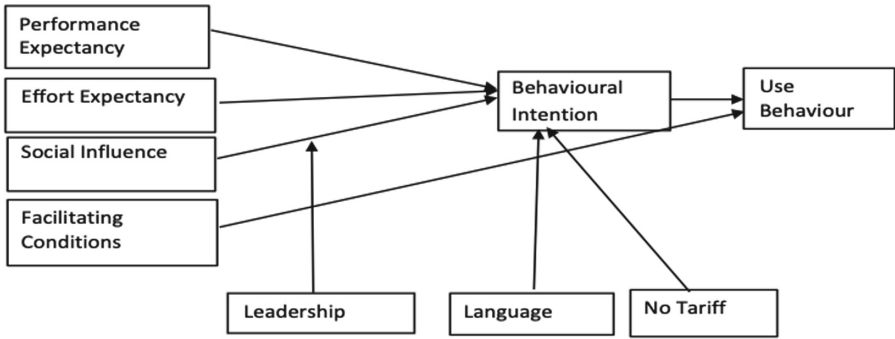 Performance
Expectancy
Effort Expectancy
Social Influence
Facilitating
Conditions
Behavioural
Intention
Use
Behaviour
Leadership
Language
No Tariff